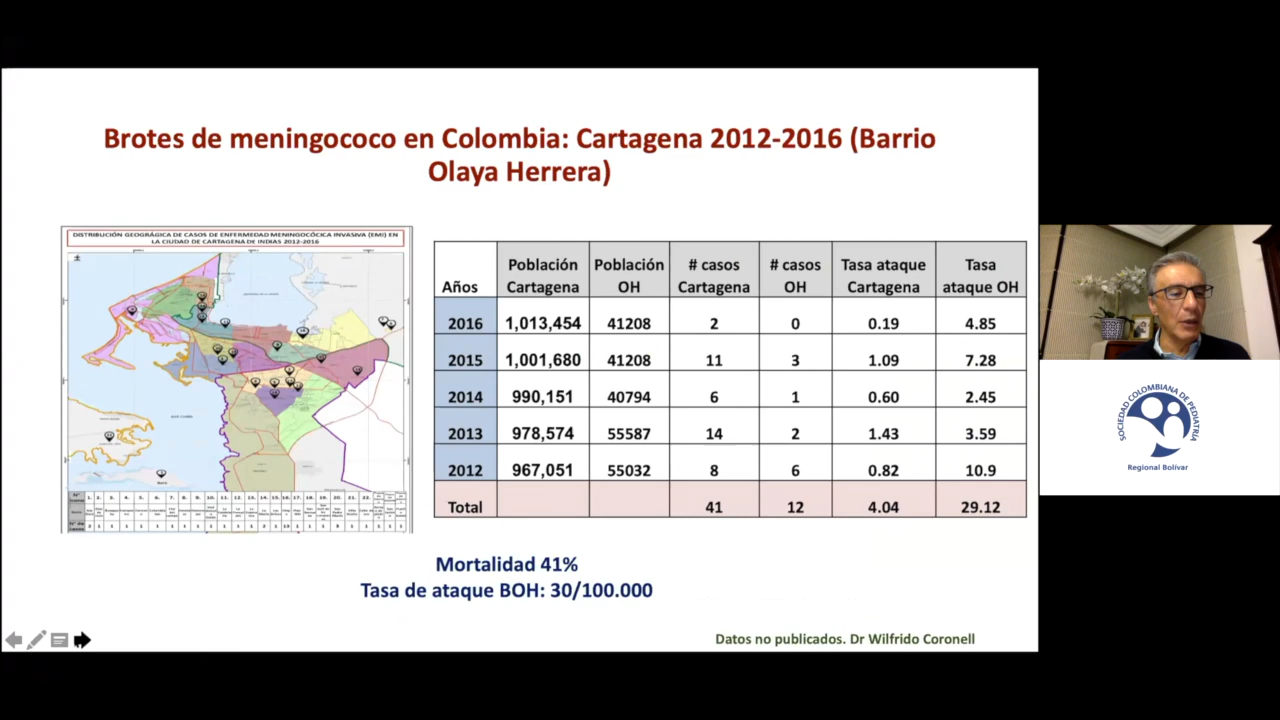 Brotes de meningococo en Colombia: Cartagena 2012-2016 (Barrio
Olaya Herrera)
DISTRIBUCIÓN GEOGRÁFICA DE CASOS DE ENFERMEDAD MENINGOCÓCICA INVASIVA (EMI) EN
LA CIUDAD DE CARTAGENA DE INDIAS 2012-2016
Años Población Cartagena Población OH # casos Cartagena # casos OH Tasa ataque Cartagena Tasa ataque OH
2016 1,013,454 41208 2 0 0.19 4.85
2015 1,001,680 41208 11 3 1.09 7.28
2014 990,151 40794 6 1 0.60 2.45
2013 978,574 55587 14 2 1.43 3.59
2012 967,051 55032 8 6 0.82 10.9
Total 41 12 4.04 29.12
Mortalidad 41%
Tasa de ataque BOH: 30/100.000
Datos no publicados. Dr Wilfrido Coronell
SOCIEDAD COLOMBIANA DE PEDIATRÍA
Regional Bolívar